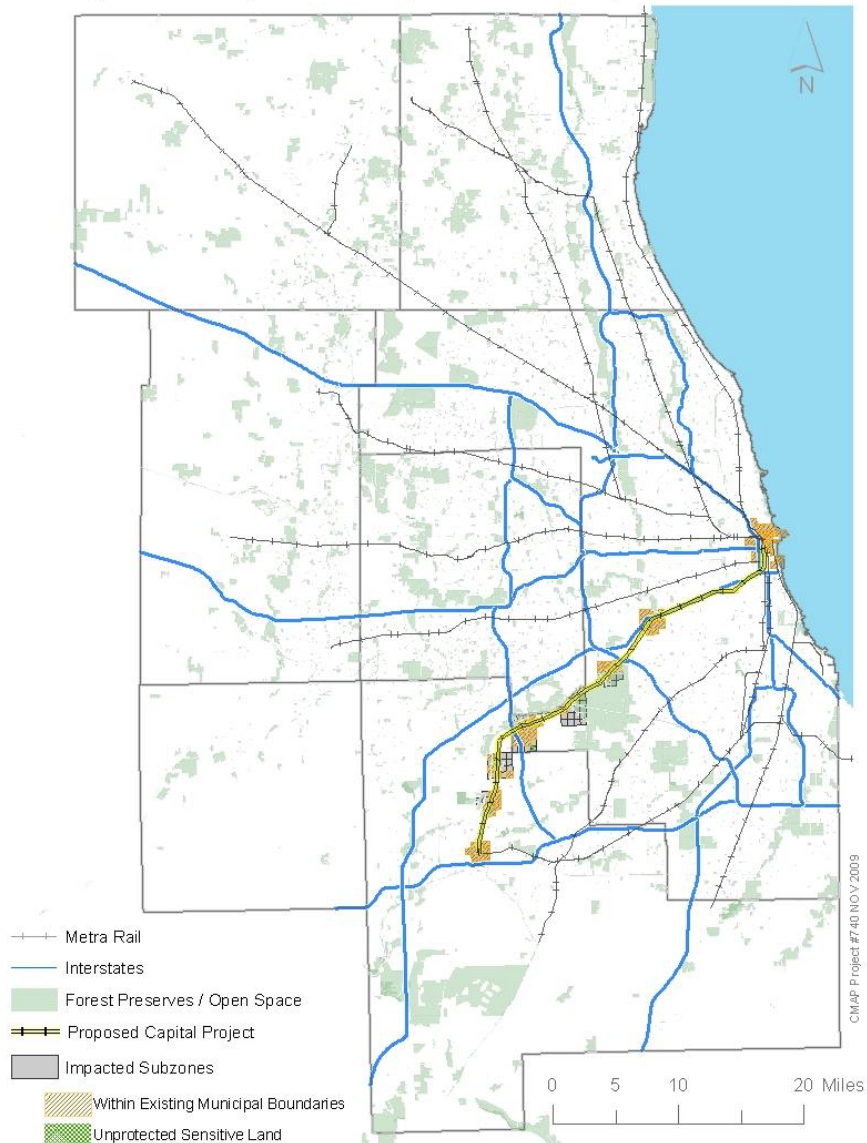 N
CMAP Project #740 NOV 2009
Metra Rail
Interstates
Forest Preserves / Open Space
Proposed Capital Project
Impacted Subzones
Within Existing Municipal Boundaries
Unprotected Sensitive Land
0 5 10 20 Miles